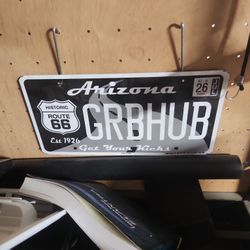 Arizona
26
HISTORIC
ROUTE
66
Est 1926
GRBHUB
Get Your Kicks